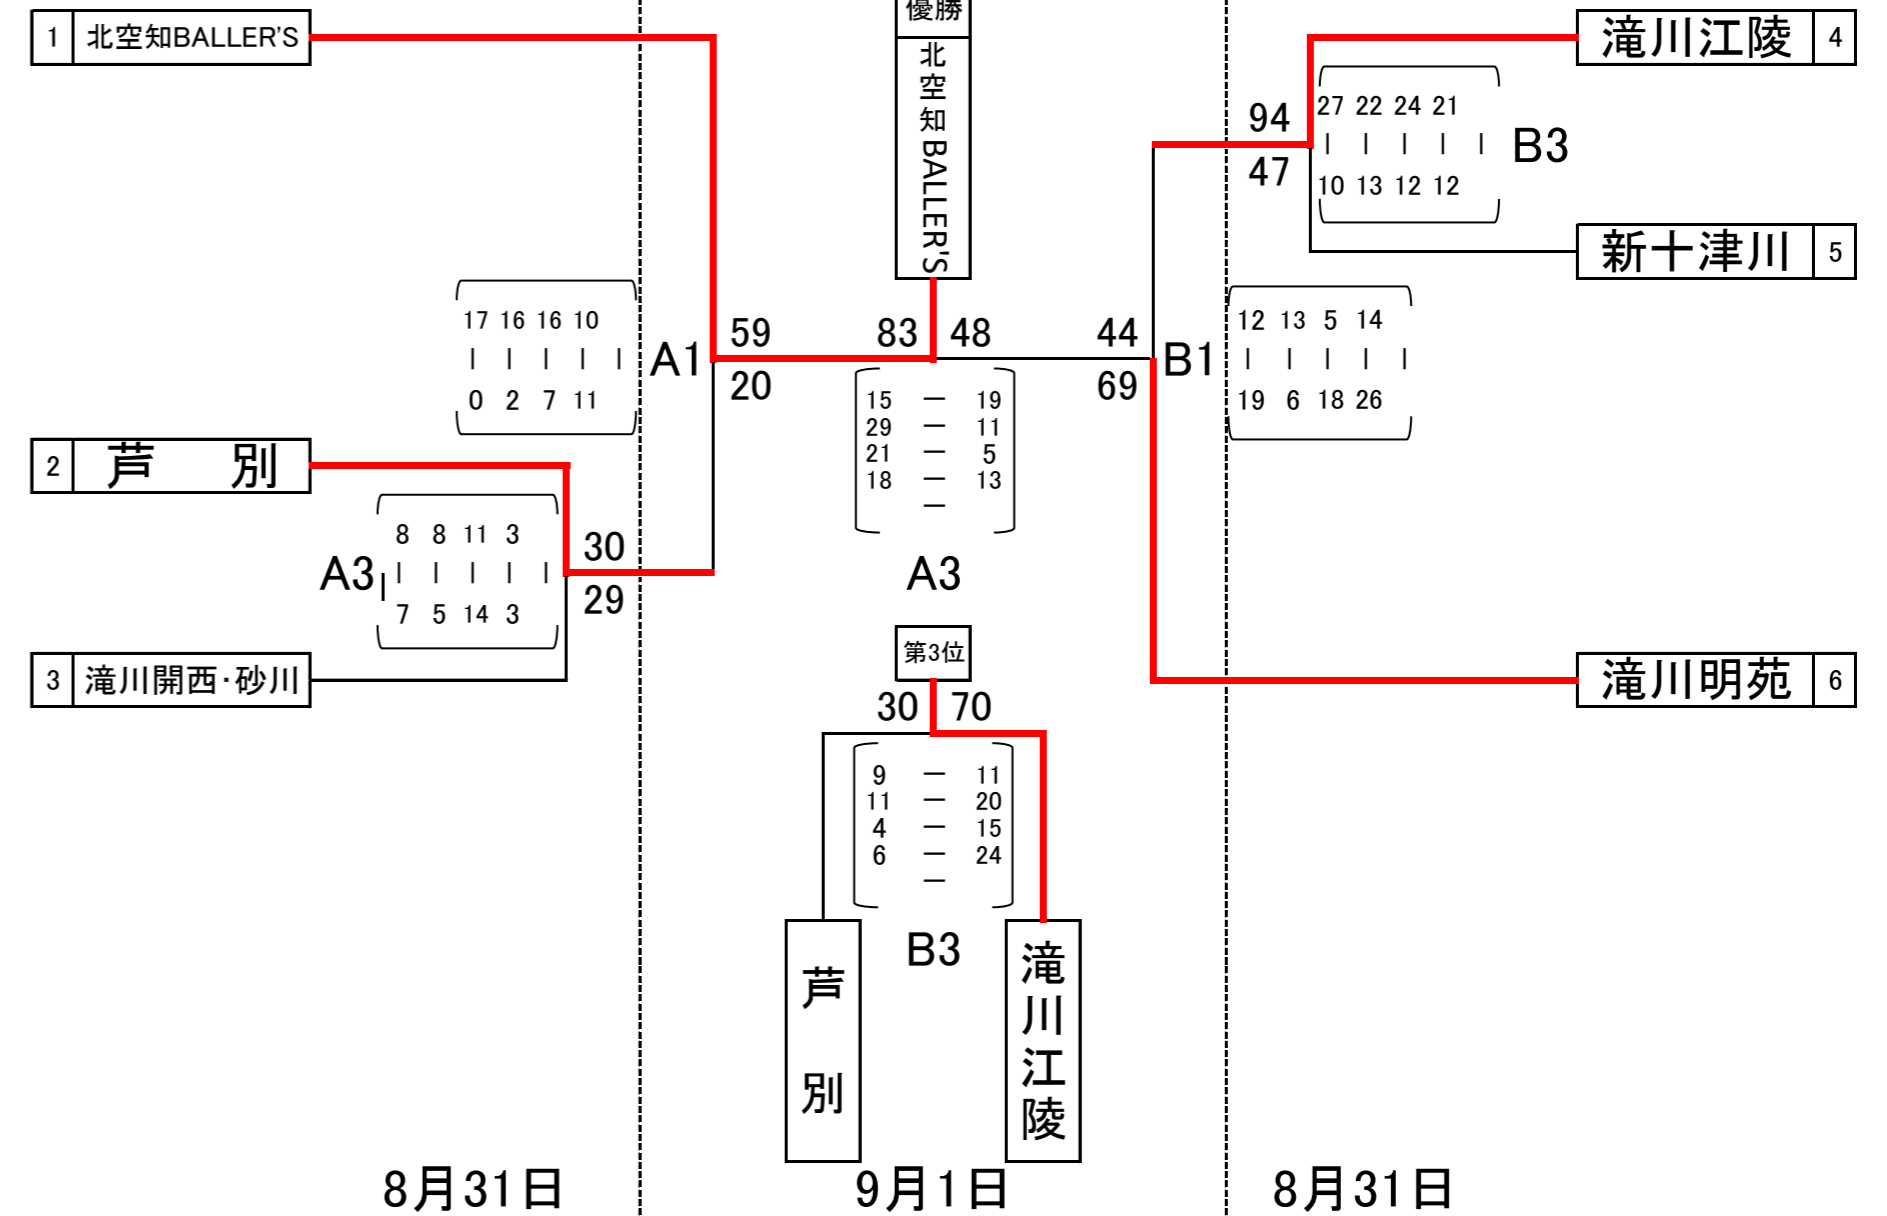 優勝
北空知BALLER'S
1 北空知BALLER'S
17 16 16 10
| | | | |
0 2 7 11
A1
59
20
2 芦 別
8 8 11 3
| | | | |
7 5 14 3
A3
30
29
3 滝川開西・砂川
83 48
15 ― 19
29 ― 11
21 ― 5
18 ― 13
―
A3
第3位
30 70
9 ― 11
11 ― 20
4 ― 15
6 ― 24
―
B3
芦 別
滝川江陵
滝川江陵 4
94
47
27 22 24 21
| | | | |
10 13 12 12
B3
新十津川 5
44
69
B1
12 13 5 14
| | | | |
19 6 18 26
滝川明苑 6
8月31日
9月1日
8月31日